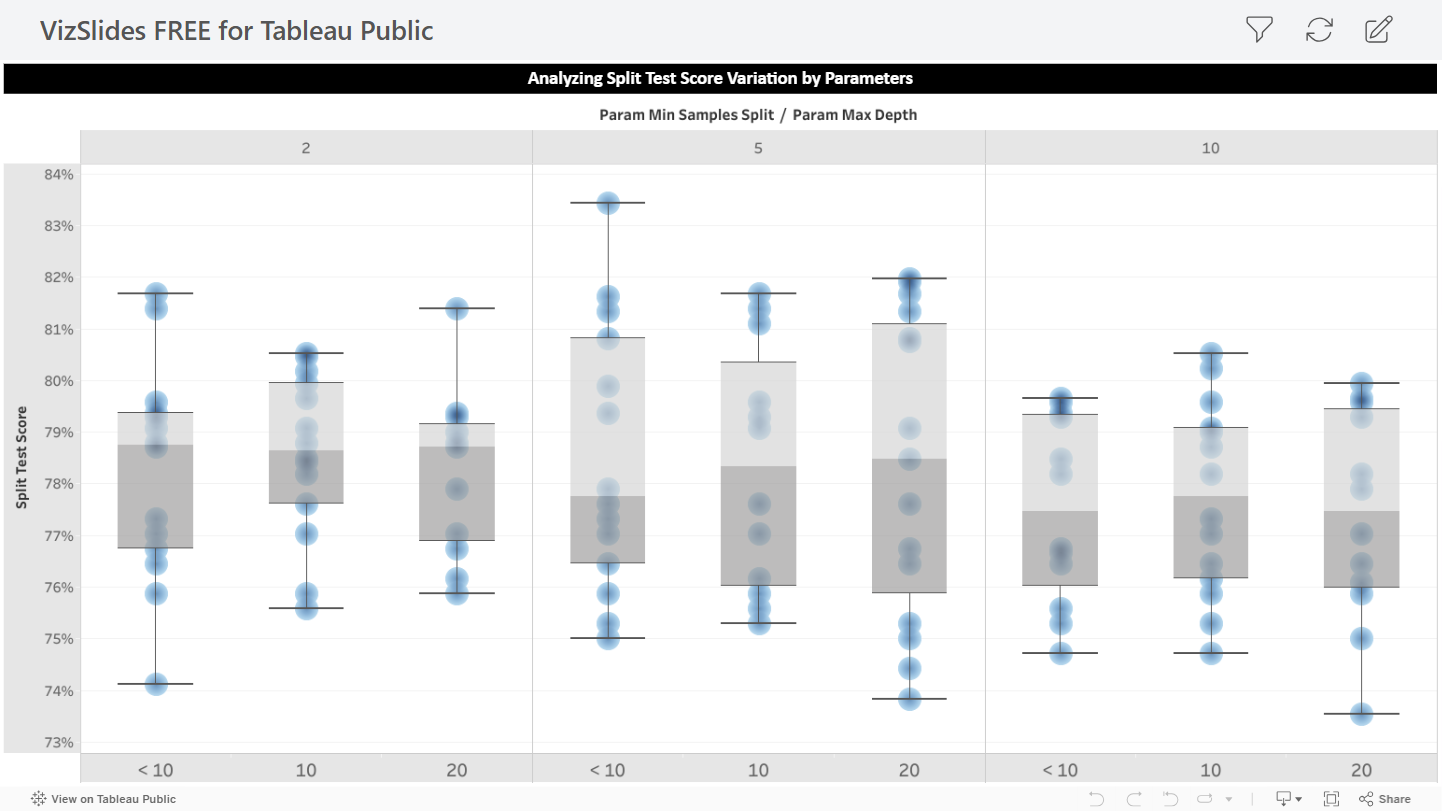 VizSlides FREE for Tableau Public
Analyzing Split Test Score Variation by Parameters
Param Min Samples Split / Param Max Depth
2 5 10
Split Test Score
84%
83%
82%
81%
80%
79%
78%
77%
76%
75%
74%
73%
< 10 10 20 < 10 10 20 < 10 10 20
View on Tableau Public Share